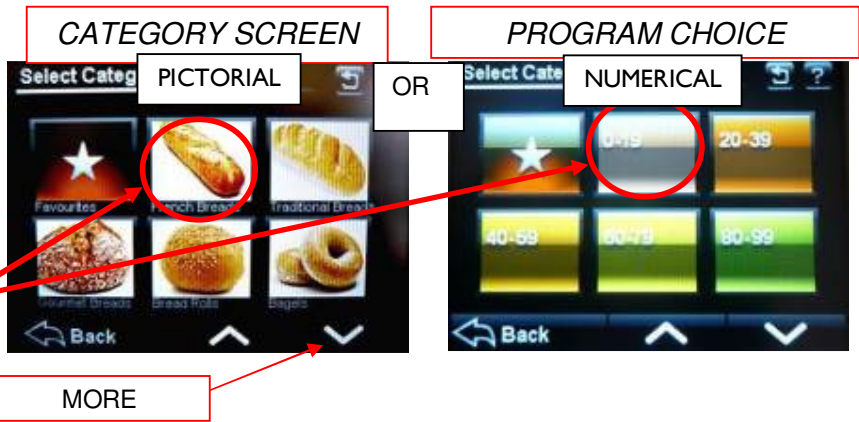 CATEGORY SCREEN
PROGRAM CHOICE
Select Categ
PICTORIAL
OR
Select Cate
NUMERICAL
?
Favourites
French Breads
Traditional Breads
0-19
20-39
Gourmet Breads
Bread Rolls
Bagels
40-59
60-79
80-99
Back
Back
MORE